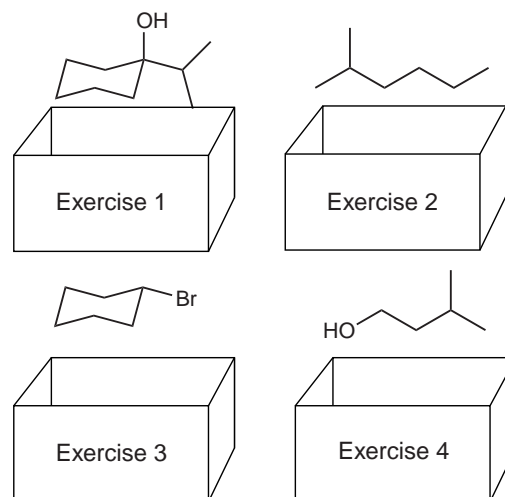 OH
Exercise 1
Exercise 2
Br
HO
Exercise 3
Exercise 4